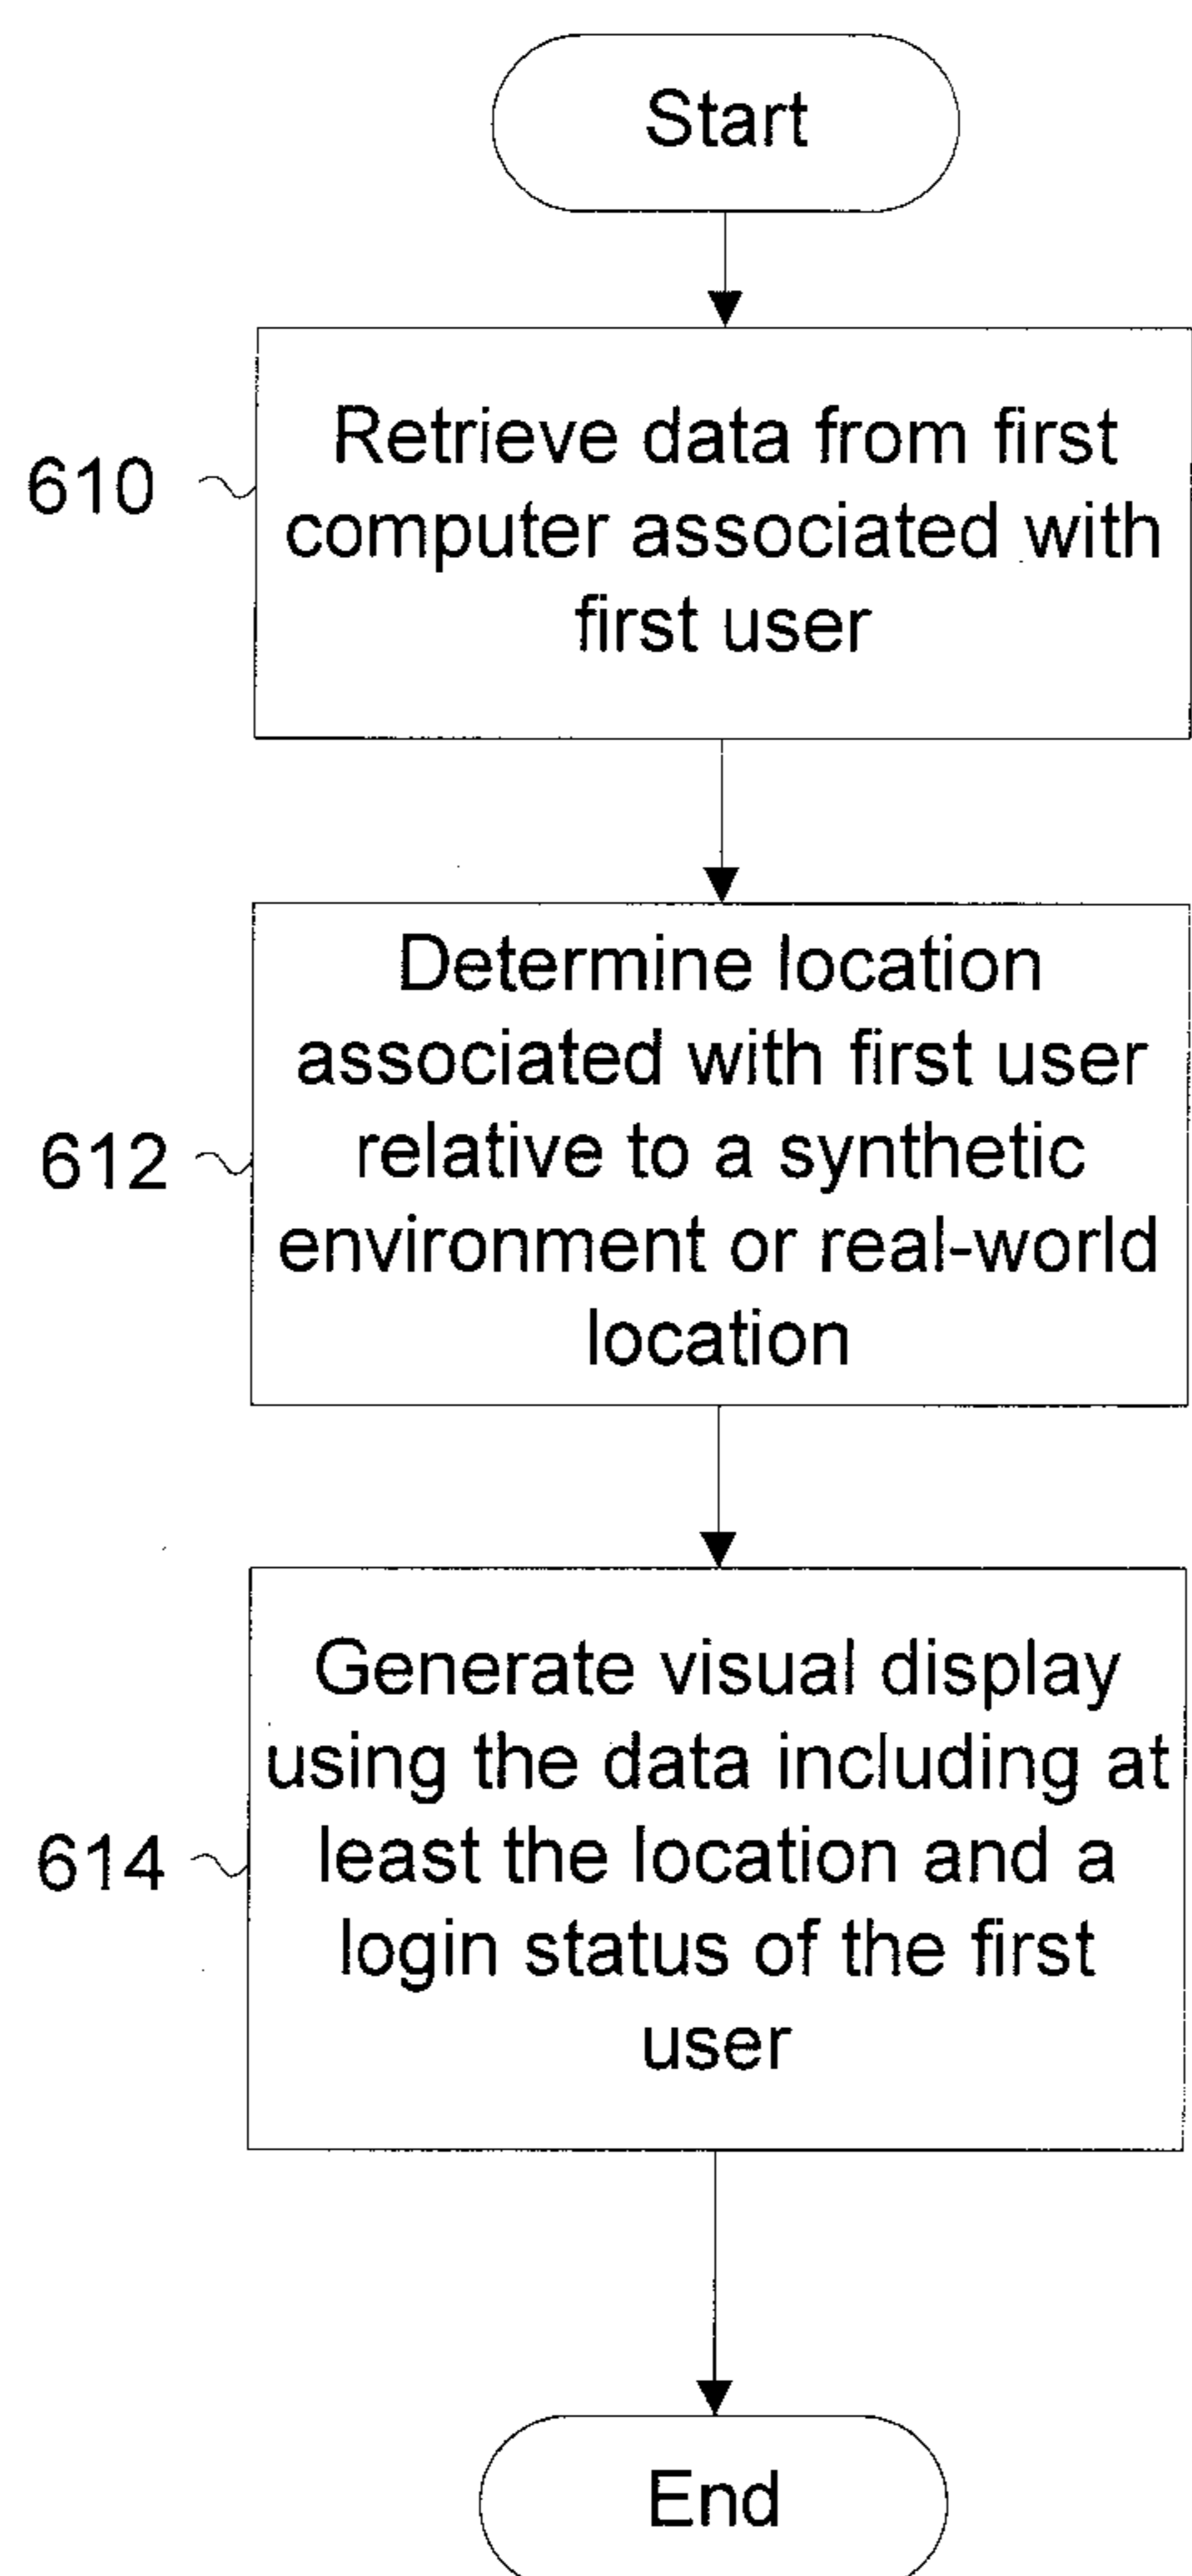 Start
610
Retrieve data from first
computer associated with
first user
612
Determine location
associated with first user
relative to a synthetic
environment or real-world
location
614
Generate visual display
using the data including at
least the location and a
login status of the first
user
End